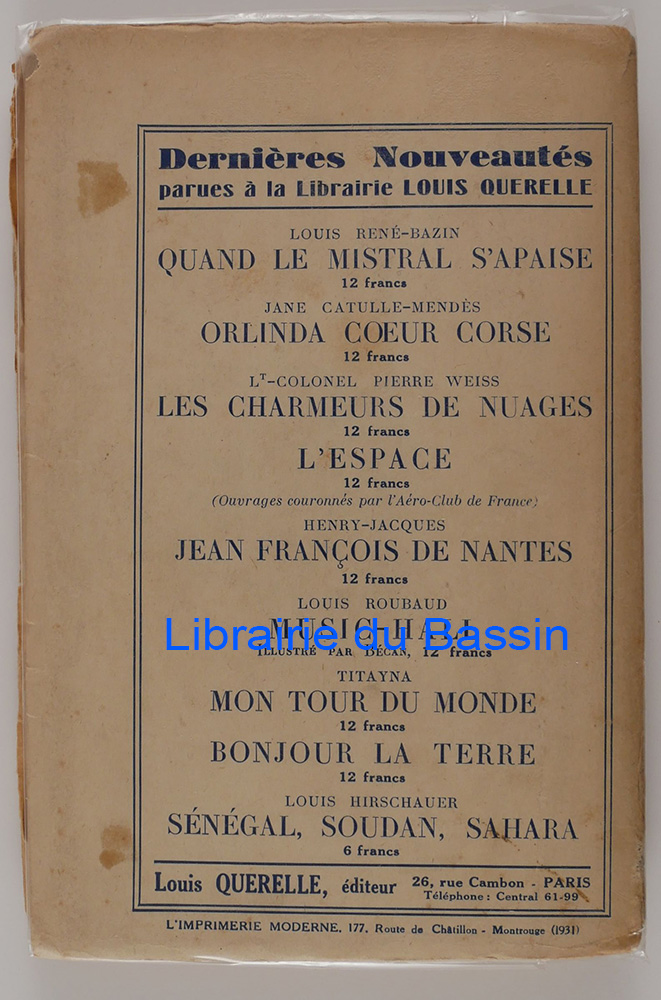 Dernières Nouveautés
parues à la Librairie LOUIS QUERELLE
LOUIS RENÉ-BAZIN
QUAND LE MISTRAL S'APAISE
12 francs
JANE CATULLE-MENDÈS
ORLINDA COEUR CORSE
12 francs
LT-COLONEL PIERRE WEISS
LES CHARMEURS DE NUAGES
12 francs
L'ESPACE
12 francs
(Ouvrages couronnés par l'Aéro-Club de France)
HENRY-JACQUES
JEAN FRANÇOIS DE NANTES
12 francs
LOUIS ROUBAUD
MUSIC-HALL
Librairie du Bassin
ILLUSTRÉ PAR BÉCAN, 12 francs
TITAYNA
MON TOUR DU MONDE
12 francs
BONJOUR LA TERRE
12 francs
LOUIS HIRSCHAUER
SÉNÉGAL, SOUDAN, SAHARA
6 francs
Louis QUERELLE, éditeur
26, rue Cambon - PARIS
Téléphone : Central 61-99
L'IMPRIMERIE MODERNE. 177, Route de Châtillon - Montrouge (1931)